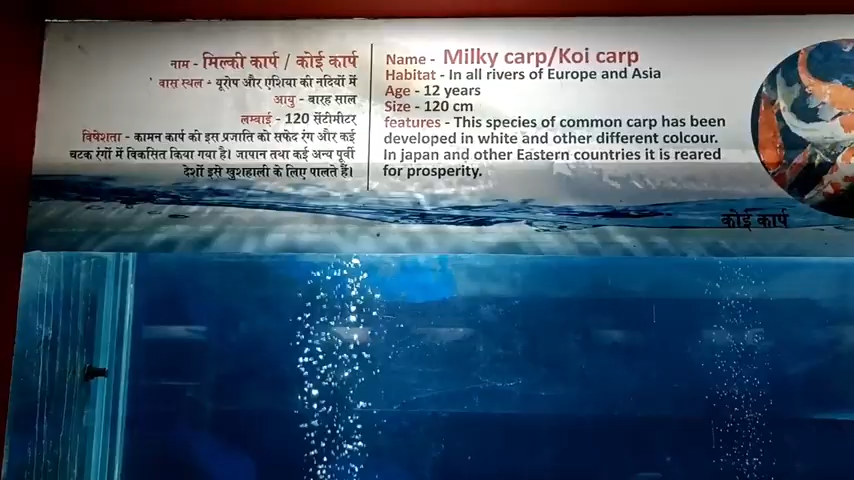 नाम - मिल्की कार्प / कोई कार्प
वास स्थल - यूरोप और एशिया की नदियों में
आयु - बारह साल
लम्बाई - 120 सेंटीमीटर
विषेशता - कामन कार्प की इस प्रजाति को सफेद रंग और कई
चटक रंगों में विकसित किया गया है। जापान तथा कई अन्य पूर्वी
देशों इसे खुशहाली के लिए पालते हैं।
Name - Milky carp/Koi carp
Habitat - In all rivers of Europe and Asia
Age - 12 years
Size - 120 cm
features - This species of common carp has been
developed in white and other different colcour.
In japan and other Eastern countries it is reared
for prosperity.
कोई कार्प